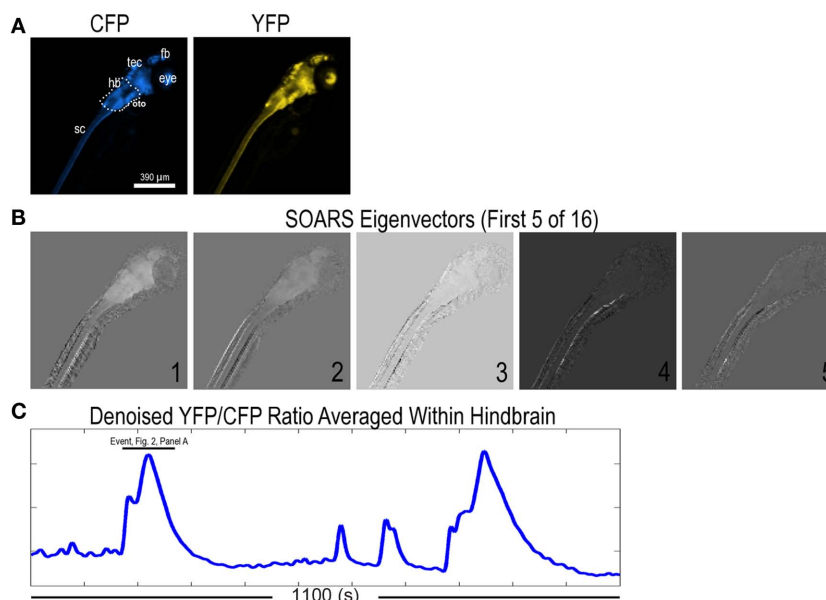 A
CFP
YFP
fb
tec
eye
hb
oto
sc
390 µm
B
SOARS Eigenvectors (First 5 of 16)
1
2
3
4
5
C
Denoised YFP/CFP Ratio Averaged Within Hindbrain
Event, Fig. 2, Panel A
1100 (s)